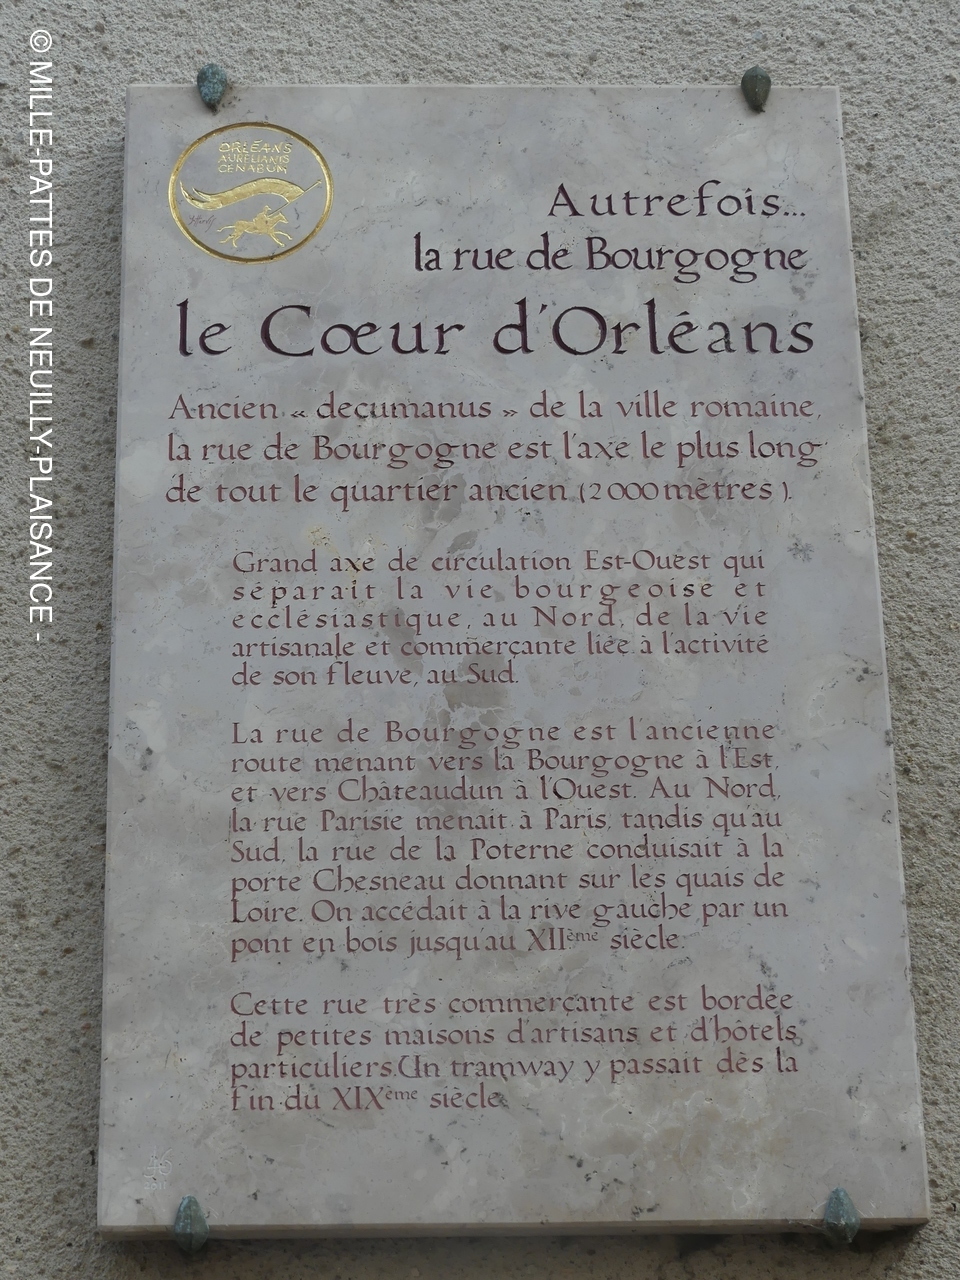 © MILLE-PATTES DE NEUILLY-PLAISANCE -
ORLÉANS
AURELIANIS
CENABUM
Autrefois...
la rue de Bourgogne
le Cœur d'Orléans
Ancien « decumanus » de la ville romaine,
la rue de Bourgogne est l'axe le plus long
de tout le quartier ancien (2000 mètres).
Grand axe de circulation Est-Ouest qui
séparait la vie bourgeoise et
ecclésiastique, au Nord, de la vie
artisanale et commerçante liée à l'activité
de son fleuve, au Sud.
La rue de Bourgogne est l'ancienne
route menant vers la Bourgogne à l'Est,
et vers Châteaudun à l'Ouest. Au Nord,
la rue Parisie menait à Paris, tandis qu'au
Sud, la rue de la Poterne conduisait à la
porte Chesneau donnant sur les quais de
Loire. On accédait à la rive gauche par un
pont en bois jusqu'au XIIème siècle.
Cette rue très commerçante est bordée
de petites maisons d'artisans et d'hôtels
particuliers. Un tramway y passait dès la
fin du XIXème siècle.